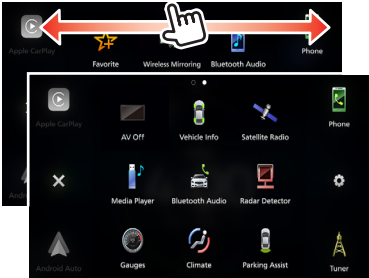 Apple CarPlay
Favorite
Wireless Mirroring
Bluetooth Audio
Phone
Apple CarPlay
AV Off
Vehicle Info
Satellite Radio
Phone
Media Player
Bluetooth Audio
Radar Detector
Android Auto
Gauges
Climate
Parking Assist
Tuner